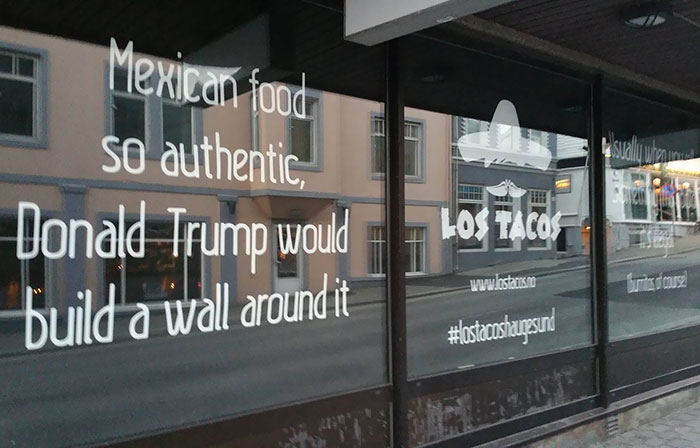 Mexican food
so authentic,
Donald Trump would
build a wall around it
LOS TACOS
www.lostacos.no
#lostacoshaugesund
Usually when you
(burritos of course)